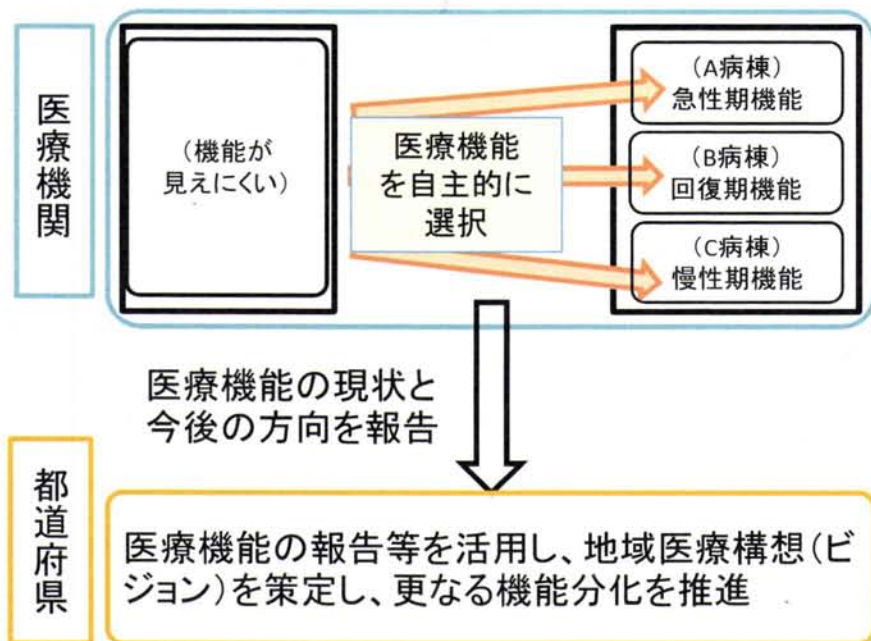 医療機関
(機能が
見えにくい)
医療機能
を自主的に
選択
(A病棟)
急性期機能
(B病棟)
回復期機能
(C病棟)
慢性期機能
医療機能の現状と
今後の方向を報告
都道府県
医療機能の報告等を活用し、地域医療構想(ビ
ジョン)を策定し、更なる機能分化を推進